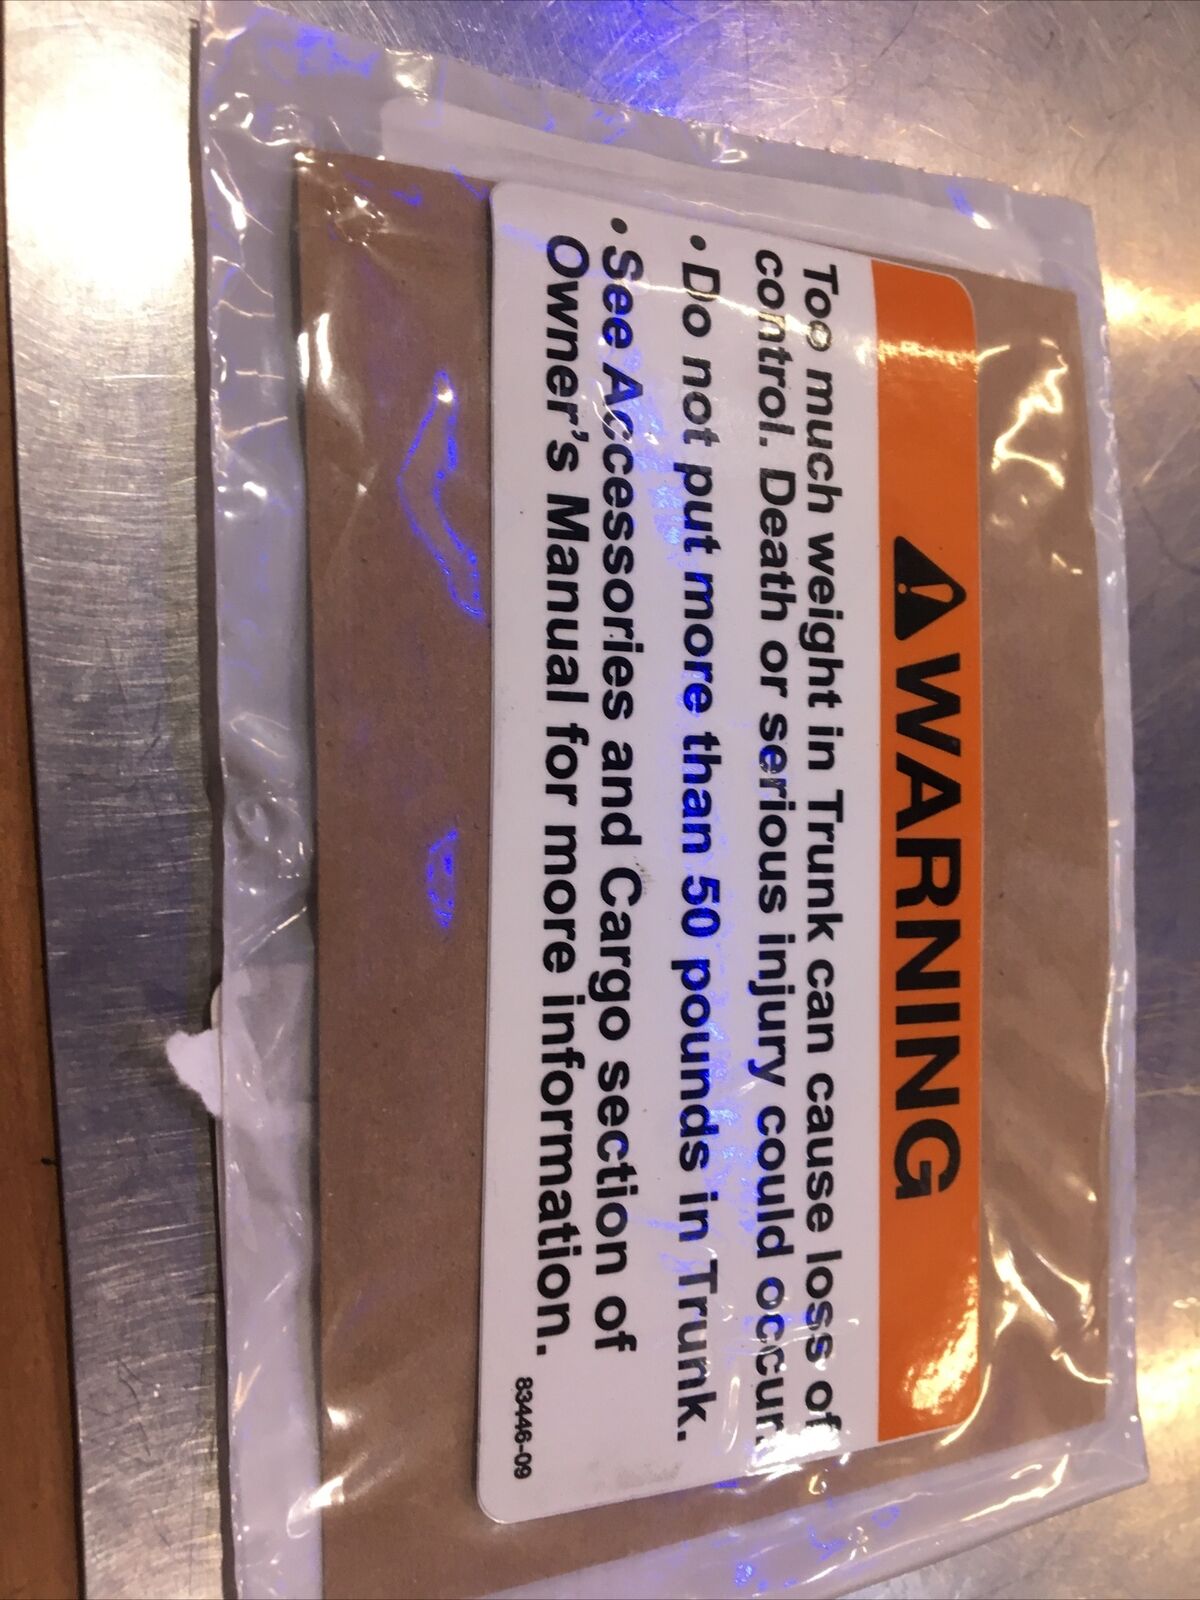 WARNING
Too much weight in Trunk can cause loss of
control. Death or serious injury could occur.
• Do not put more than 50 pounds in Trunk.
• See Accessories and Cargo section of
Owner's Manual for more information.
83446-09